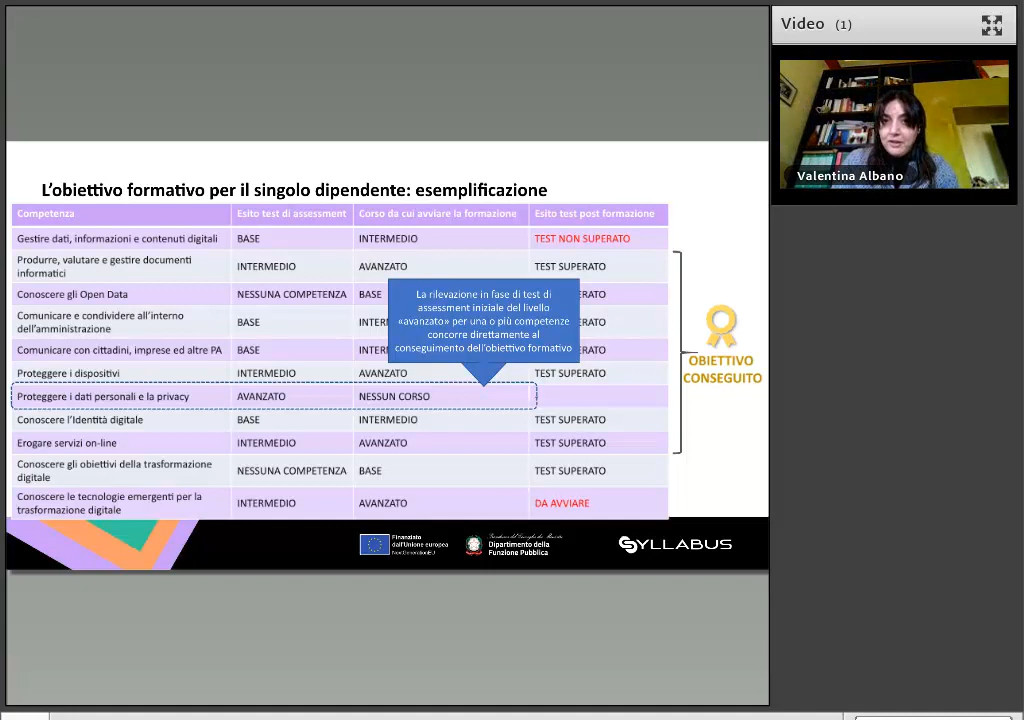 Video (1)
Valentina Albano
L'obiettivo formativo per il singolo dipendente: esemplificazione
Competenza Esito test di assessment Corso da cui avviare la formazione Esito test post formazione
Gestire dati, informazioni e contenuti digitali BASE INTERMEDIO TEST NON SUPERATO
Produrre, valutare e gestire documenti
informatici INTERMEDIO AVANZATO TEST SUPERATO
Conoscere gli Open Data NESSUNA COMPETENZA BASE ERATO
Comunicare e condividere all'interno
dell'amministrazione BASE INTER ERATO
Comunicare con cittadini, imprese ed altre PA BASE INTER ERATO
La rilevazione in fase di test di
assessment iniziale del livello
«avanzato» per una o più competenze
concorre direttamente al
conseguimento dell'obiettivo formativo
Proteggere i dispositivi INTERMEDIO AVANZATO TEST SUPERATO
Proteggere i dati personali e la privacy AVANZATO NESSUN CORSO
Conoscere l'Identità digitale BASE INTERMEDIO TEST SUPERATO
Erogare servizi on-line INTERMEDIO AVANZATO TEST SUPERATO
Conoscere gli obiettivi della trasformazione
digitale NESSUNA COMPETENZA BASE TEST SUPERATO
Conoscere le tecnologie emergenti per la
trasformazione digitale INTERMEDIO AVANZATO DA AVVIARE
OBIETTIVO
CONSEGUITO
Finanziato
dall'Unione europea
NextGenerationEU
Dipartimento della
Funzione Pubblica
SYLLABUS